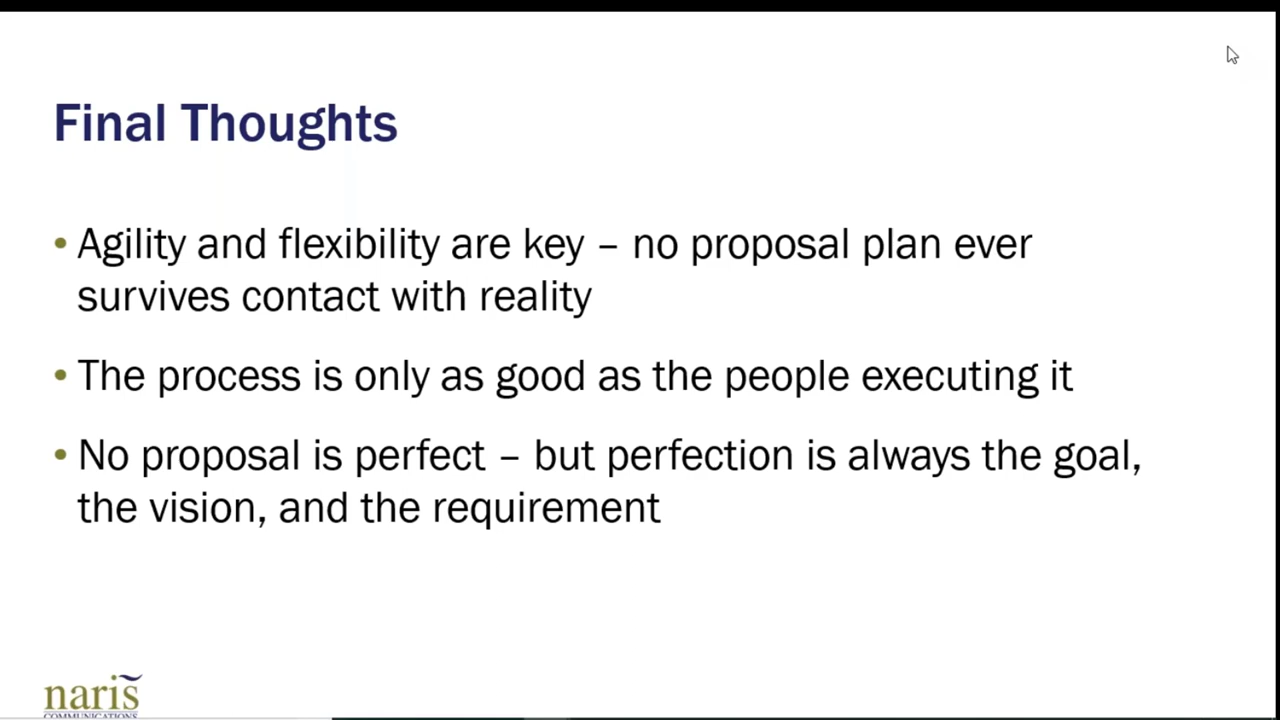 Final Thoughts
• Agility and flexibility are key – no proposal plan ever
survives contact with reality
• The process is only as good as the people executing it
• No proposal is perfect – but perfection is always the goal,
the vision, and the requirement
naris
COMMUNICATIONS